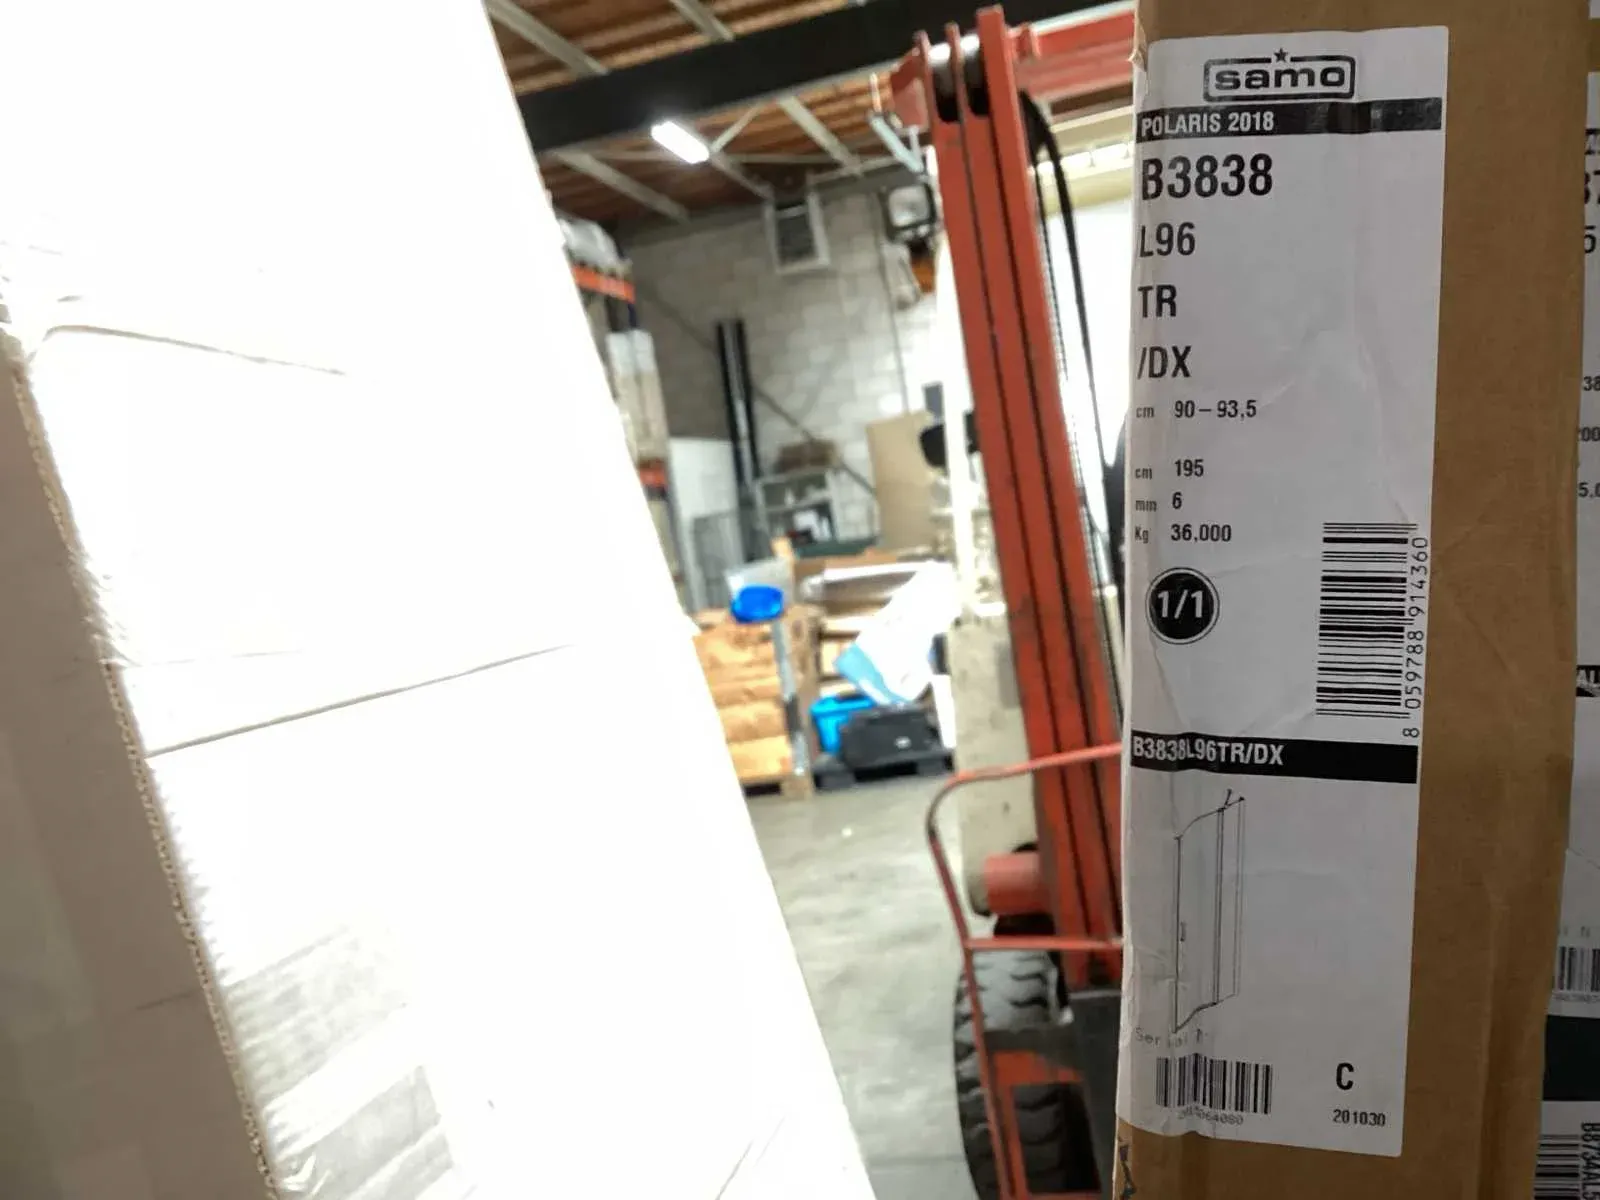 samo
POLARIS 2018
B3838
L96
TR
/DX
cm 90 – 93,5
cm 195
mm 6
Kg 36,000
1/1
8 059788 914360
B3838L96TR/DX
C
201030